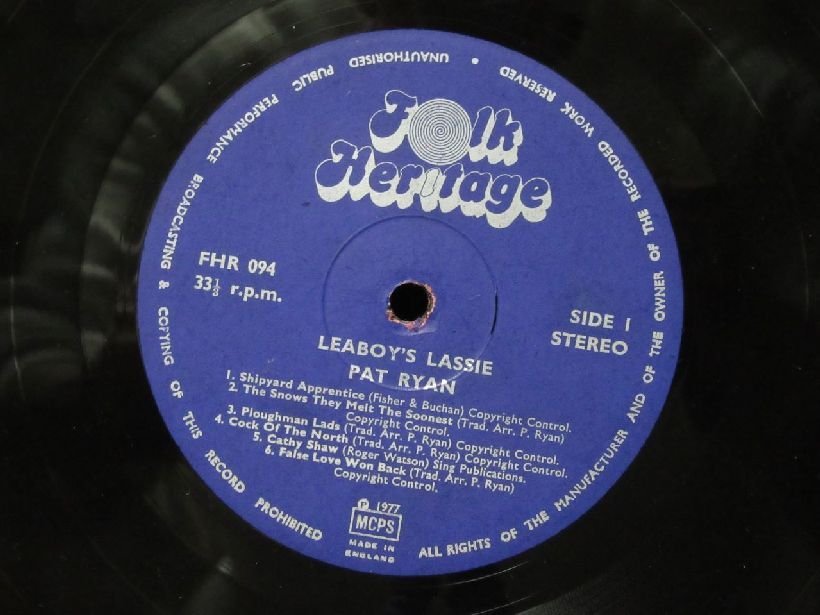 Folk
Heritage
FHR 094
33⅓ r.p.m.
SIDE 1
STEREO
LEABOY'S LASSIE
PAT RYAN
1. Shipyard Apprentice (Fisher & Buchan) Copyright Control.
2. The Snows They Melt The Soonest (Trad. Arr. P. Ryan)
Copyright Control.
3. Ploughman Lads (Trad. Arr. P. Ryan) Copyright Control.
4. Cock Of The North (Trad. Arr. P. Ryan) Copyright Control.
5. Cathy Shaw (Roger Watson) Sing Publications.
6. False Love Won Back (Trad. Arr. P. Ryan)
Copyright Control.
℗ 1977
MCPS
MADE IN
ENGLAND
ALL RIGHTS OF THE MANUFACTURER AND OF THE OWNER OF THE RECORDED WORK RESERVED • UNAUTHORISED PUBLIC PERFORMANCE BROADCASTING & COPYING OF THIS RECORD PROHIBITED